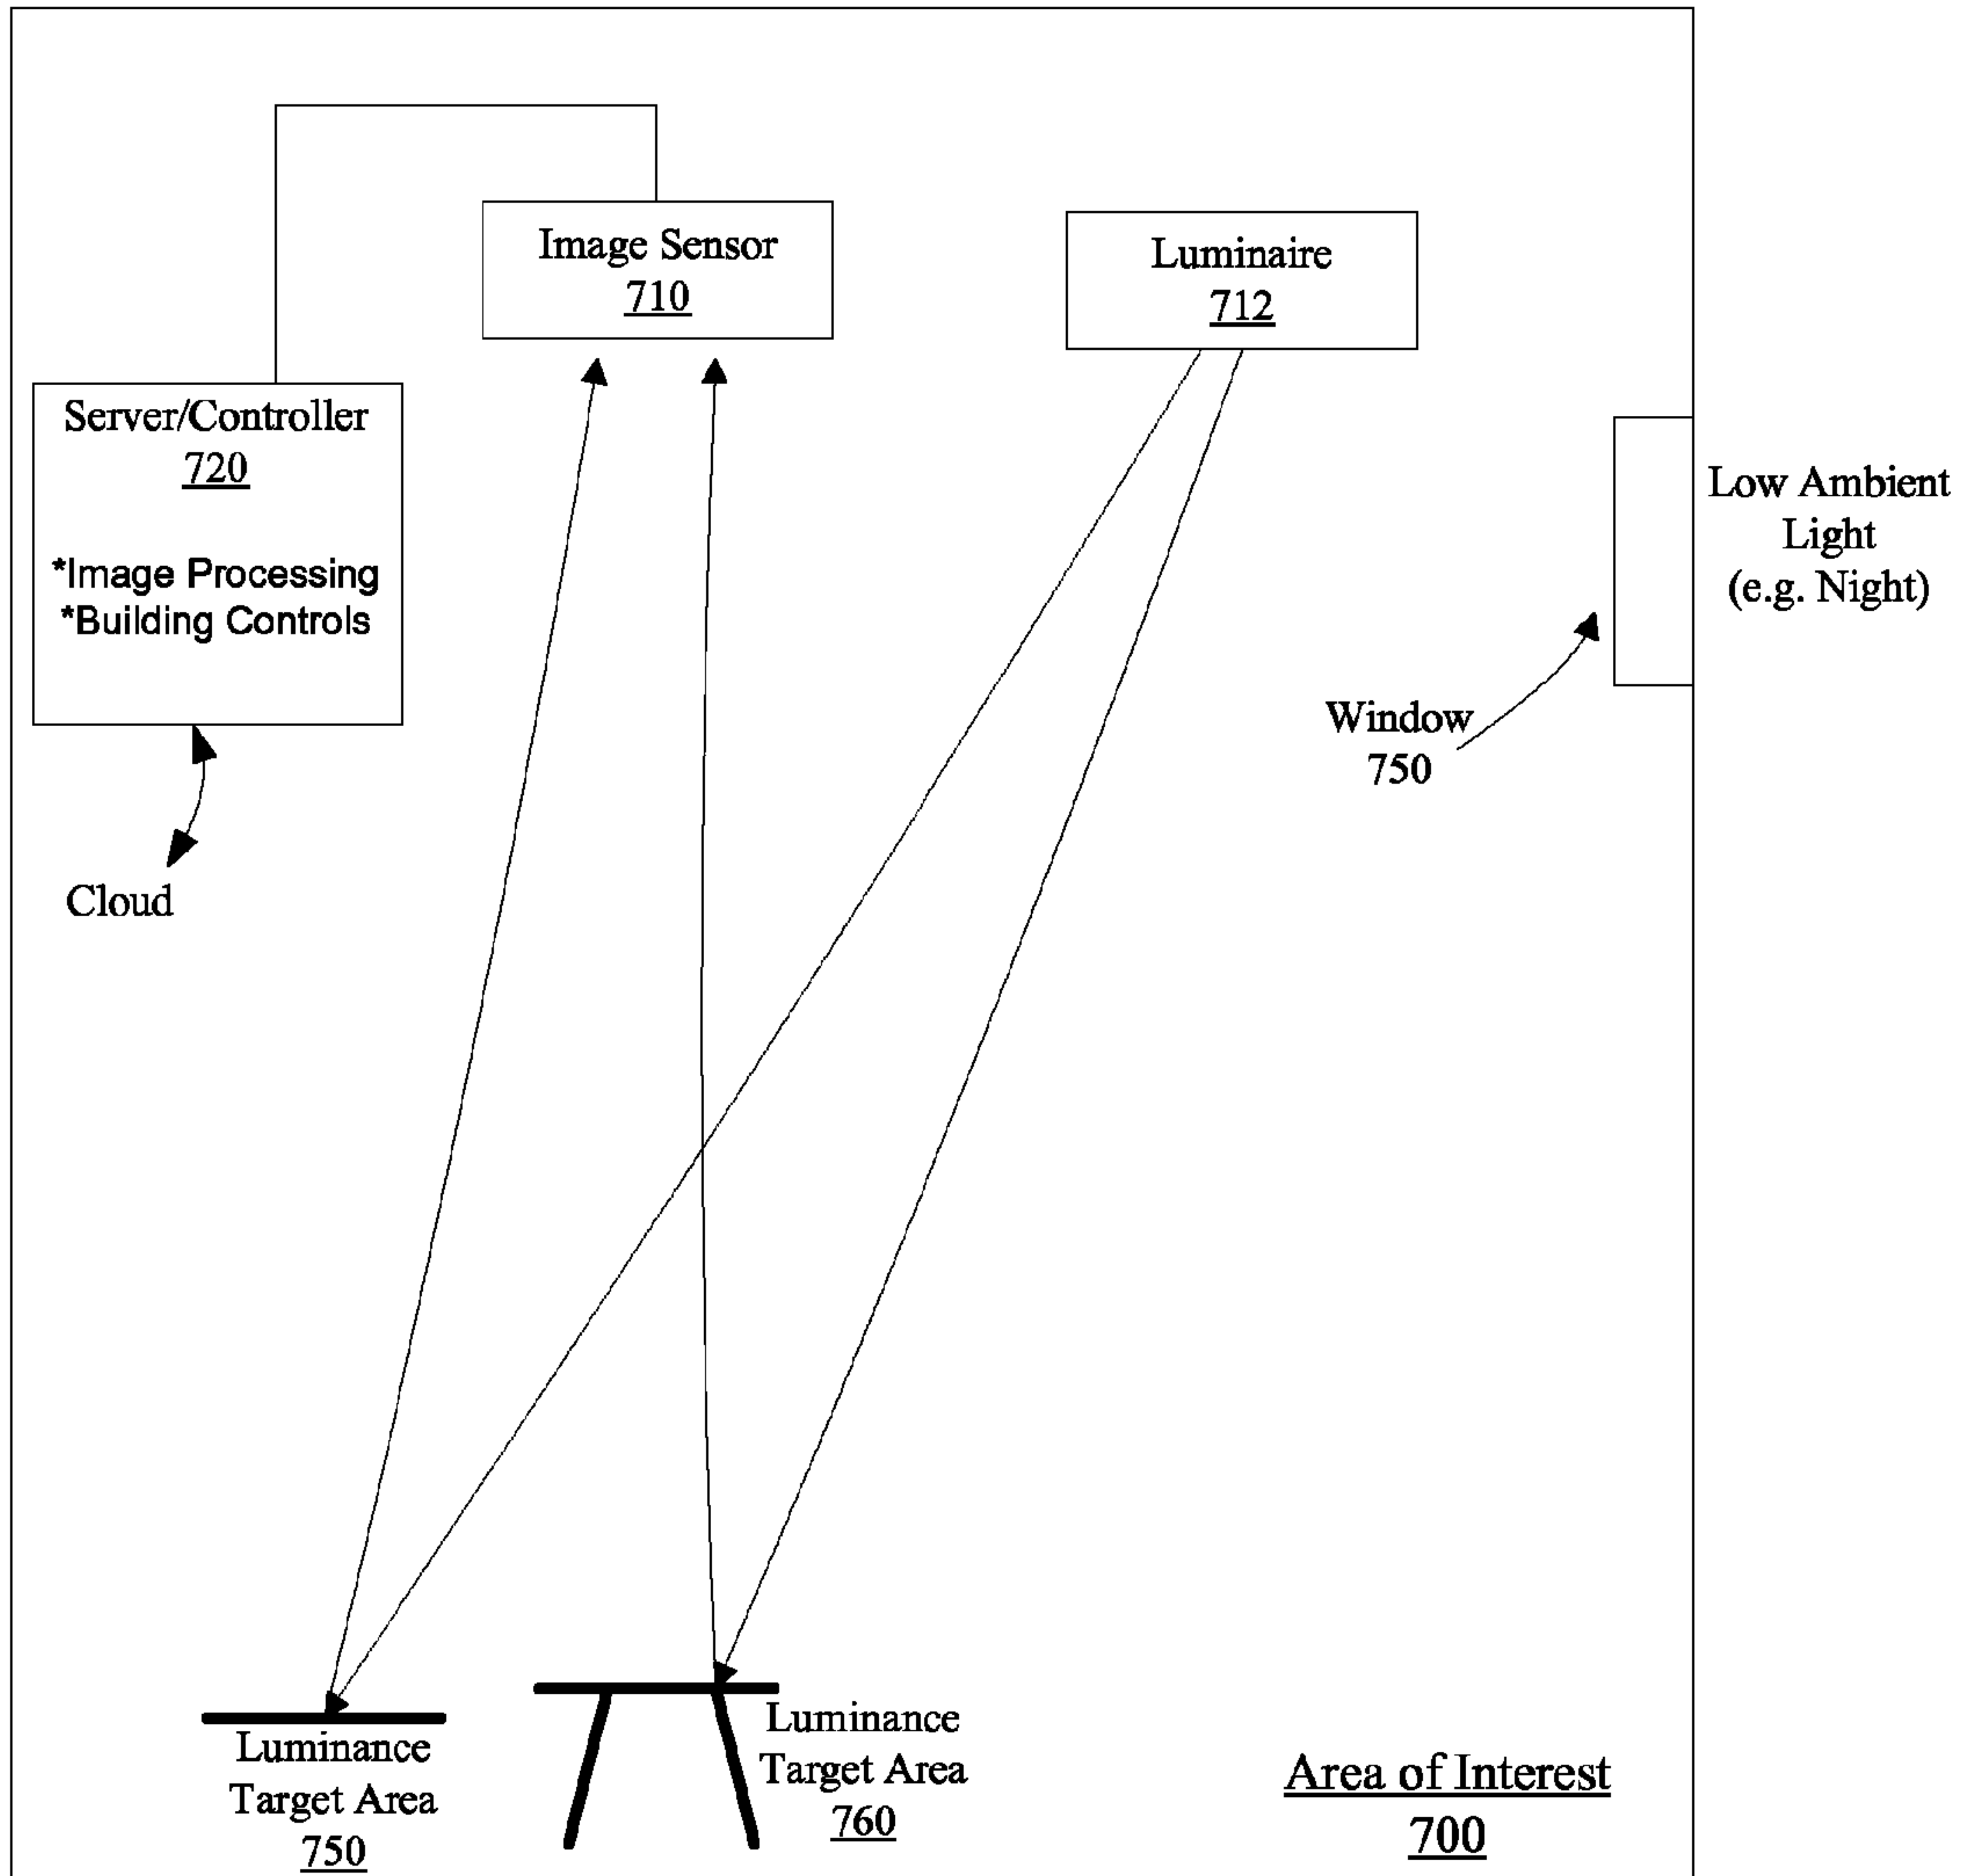 Image Sensor
710
Luminaire
712
Server/Controller
720
*Image Processing
*Building Controls
Low Ambient
Light
(e.g. Night)
Window
750
Cloud
Luminance
Target Area
750
Luminance
Target Area
760
Area of Interest
700